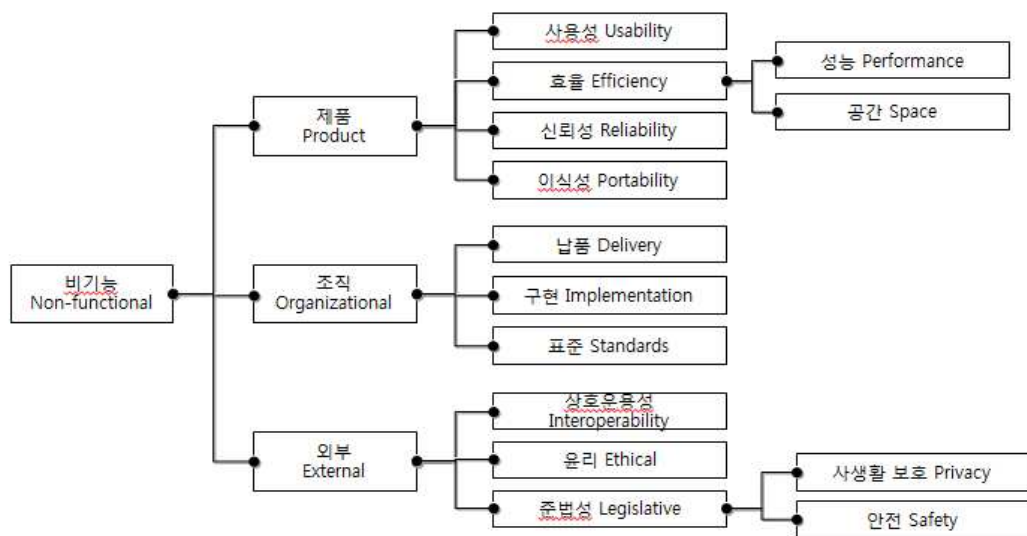 비기능
Non-functional
제품
Product
사용성 Usability
효율 Efficiency
성능 Performance
공간 Space
신뢰성 Reliability
이식성 Portability
조직
Organizational
납품 Delivery
구현 Implementation
표준 Standards
외부
External
상호운용성
Interoperability
윤리 Ethical
준법성 Legislative
사생활 보호 Privacy
안전 Safety